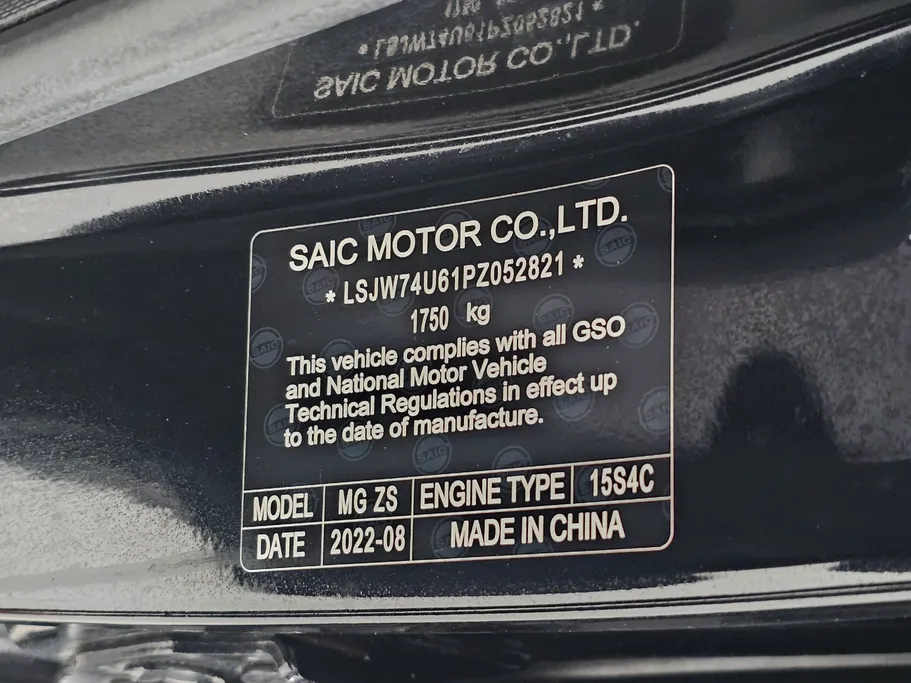 SAIC MOTOR CO.,LTD.
* LSJW74U61PZ052821 *
1750 kg
This vehicle complies with all GSO
and National Motor Vehicle
Technical Regulations in effect up
to the date of manufacture.
MODEL MG ZS ENGINE TYPE 15S4C
DATE 2022-08 MADE IN CHINA